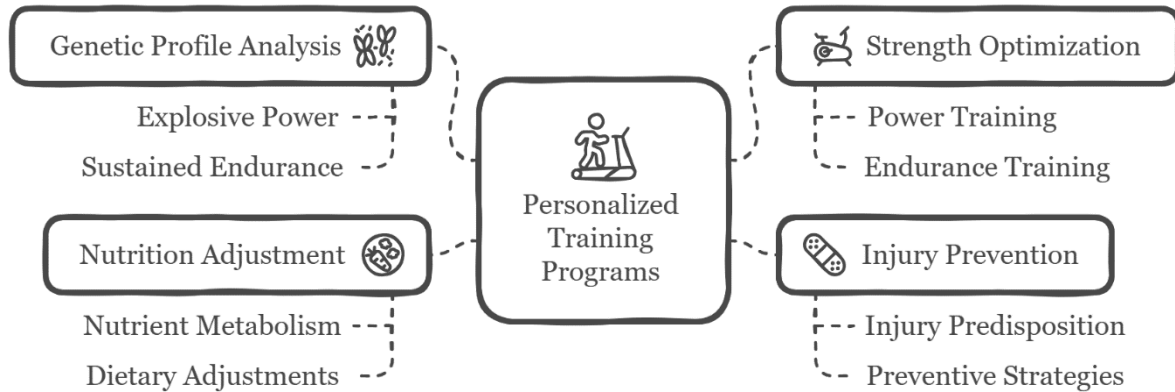 Genetic Profile Analysis
Explosive Power
Sustained Endurance
Nutrition Adjustment
Nutrient Metabolism
Dietary Adjustments
Personalized
Training
Programs
Strength Optimization
Power Training
Endurance Training
Injury Prevention
Injury Predisposition
Preventive Strategies